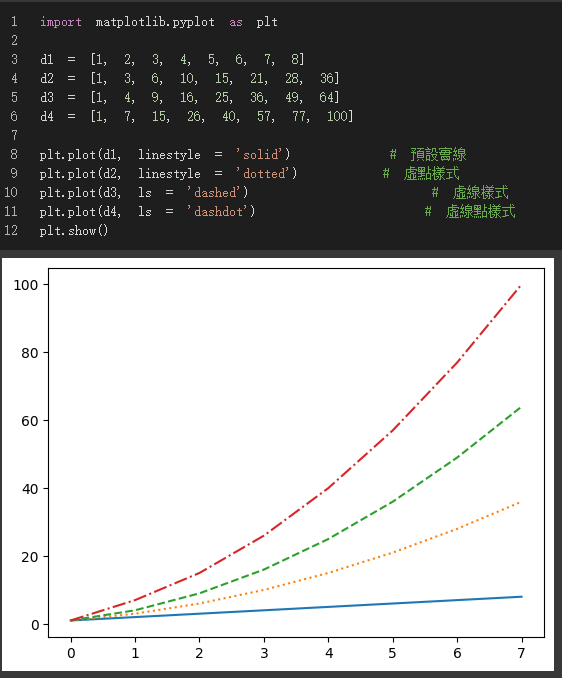 1 import matplotlib.pyplot as plt
2
3 d1 = [1, 2, 3, 4, 5, 6, 7, 8]
4 d2 = [1, 3, 6, 10, 15, 21, 28, 36]
5 d3 = [1, 4, 9, 16, 25, 36, 49, 64]
6 d4 = [1, 7, 15, 26, 40, 57, 77, 100]
7
8 plt.plot(d1, linestyle = 'solid') # 預設實線
9 plt.plot(d2, linestyle = 'dotted') # 虛點樣式
10 plt.plot(d3, ls = 'dashed') # 虛線樣式
11 plt.plot(d4, ls = 'dashdot') # 虛線點樣式
12 plt.show()
100
80
60
40
20
0
0 1 2 3 4 5 6 7